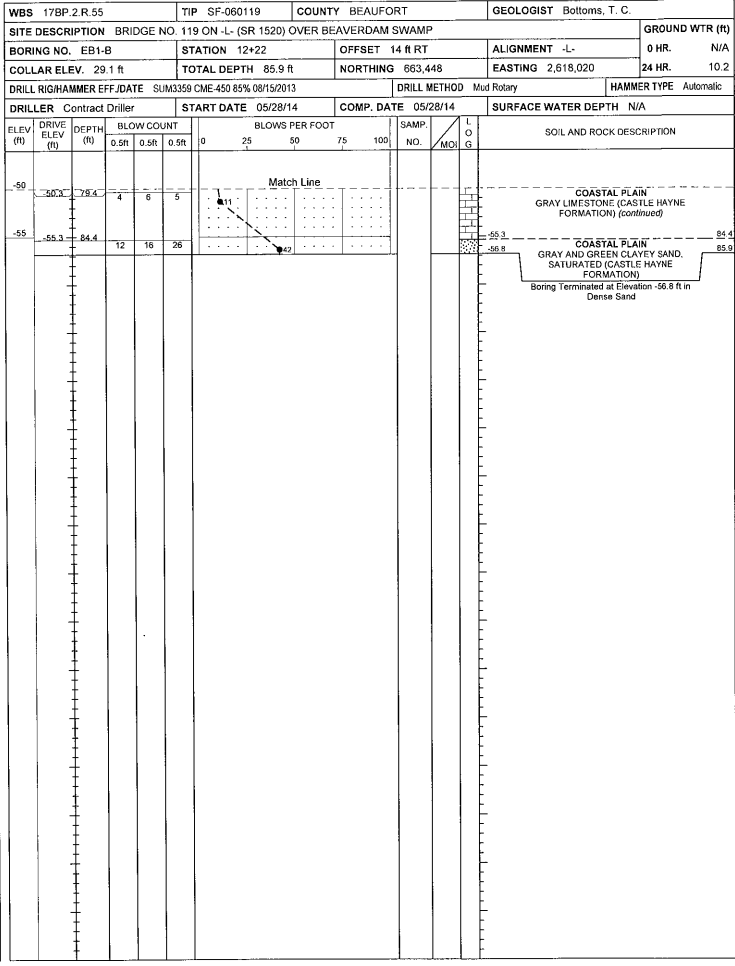 WBS 17BP.2.R.55 TIP SF-060119 COUNTY BEAUFORT GEOLOGIST Bottoms, T. C.
SITE DESCRIPTION BRIDGE NO. 119 ON -L- (SR 1520) OVER BEAVERDAM SWAMP GROUND WTR (ft)
BORING NO. EB1-B STATION 12+22 OFFSET 14 ft RT ALIGNMENT -L- 0 HR. N/A
COLLAR ELEV. 29.1 ft TOTAL DEPTH 85.9 ft NORTHING 663,448 EASTING 2,618,020 24 HR. 10.2
DRILL RIG/HAMMER EFF./DATE SUM3359 CME-450 85% 08/15/2013 DRILL METHOD Mud Rotary HAMMER TYPE Automatic
DRILLER Contract Driller START DATE 05/28/14 COMP. DATE 05/28/14 SURFACE WATER DEPTH N/A
ELEV (ft) DRIVE ELEV (ft) DEPTH (ft) BLOW COUNT BLOWS PER FOOT SAMP. NO. MOI LOG SOIL AND ROCK DESCRIPTION
0.5ft 0.5ft 0.5ft 0 25 50 75 100
Match Line
-50
-50.3 79.4 4 6 5 11
COASTAL PLAIN
GRAY LIMESTONE (CASTLE HAYNE
FORMATION) (continued)
-55
-55.3 84.4 12 16 26 42
-55.3 84.4
COASTAL PLAIN
-56.8 85.9
GRAY AND GREEN CLAYEY SAND,
SATURATED (CASTLE HAYNE
FORMATION)
Boring Terminated at Elevation -56.8 ft in
Dense Sand